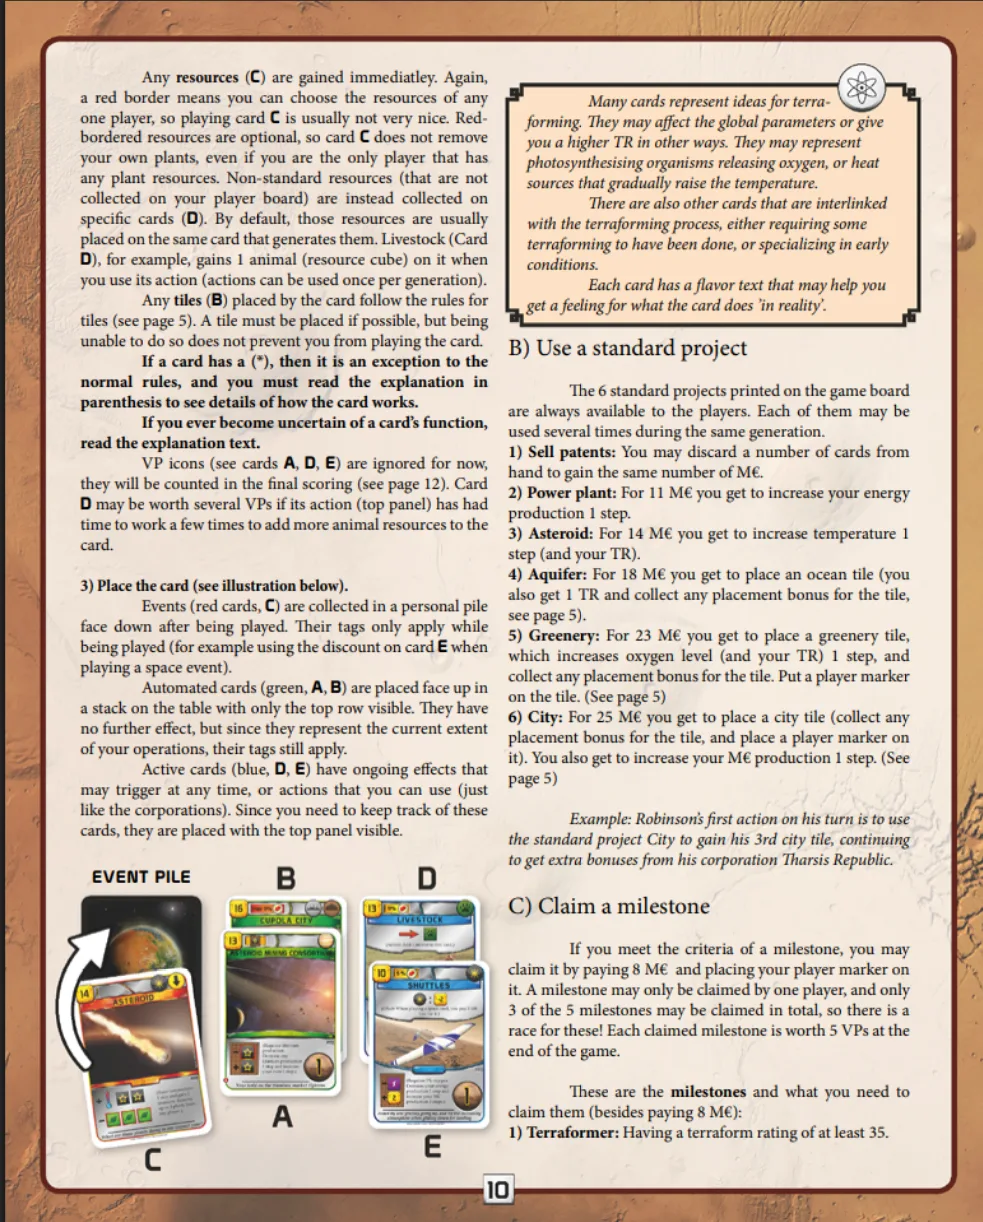 Any resources (C) are gained immediatley. Again,
a red border means you can choose the resources of any
one player, so playing card C is usually not very nice. Red-
bordered resources are optional, so card C does not remove
your own plants, even if you are the only player that has
any plant resources. Non-standard resources (that are not
collected on your player board) are instead collected on
specific cards (D). By default, those resources are usually
placed on the same card that generates them. Livestock (Card
D), for example, gains 1 animal (resource cube) on it when
you use its action (actions can be used once per generation).
Any tiles (B) placed by the card follow the rules for
tiles (see page 5). A tile must be placed if possible, but being
unable to do so does not prevent you from playing the card.
If a card has a (*), then it is an exception to the
normal rules, and you must read the explanation in
parenthesis to see details of how the card works.
If you ever become uncertain of a card's function,
read the explanation text.
VP icons (see cards A, D, E) are ignored for now,
they will be counted in the final scoring (see page 12). Card
D may be worth several VPs if its action (top panel) has had
time to work a few times to add more animal resources to the
card.
3) Place the card (see illustration below).
Events (red cards, C) are collected in a personal pile
face down after being played. Their tags only apply while
being played (for example using the discount on card E when
playing a space event).
Automated cards (green, A, B) are placed face up in
a stack on the table with only the top row visible. They have
no further effect, but since they represent the current extent
of your operations, their tags still apply.
Active cards (blue, D, E) have ongoing effects that
may trigger at any time, or actions that you can use (just
like the corporations). Since you need to keep track of these
cards, they are placed with the top panel visible.
EVENT PILE
B
D
16
CUPOLA CITY
13
ASTEROID MINING CONSORTIUM
1
13
LIVESTOCK
10
SHUTTLES
1
14
ASTEROID
A
C
E
Many cards represent ideas for terra-
forming. They may affect the global parameters or give
you a higher TR in other ways. They may represent
photosynthesising organisms releasing oxygen, or heat
sources that gradually raise the temperature.
There are also other cards that are interlinked
with the terraforming process, either requiring some
terraforming to have been done, or specializing in early
conditions.
Each card has a flavor text that may help you
get a feeling for what the card does 'in reality'.
B) Use a standard project
The 6 standard projects printed on the game board
are always available to the players. Each of them may be
used several times during the same generation.
1) Sell patents: You may discard a number of cards from
hand to gain the same number of M€.
2) Power plant: For 11 M€ you get to increase your energy
production 1 step.
3) Asteroid: For 14 M€ you get to increase temperature 1
step (and your TR).
4) Aquifer: For 18 M€ you get to place an ocean tile (you
also get 1 TR and collect any placement bonus for the tile,
see page 5).
5) Greenery: For 23 M€ you get to place a greenery tile,
which increases oxygen level (and your TR) 1 step, and
collect any placement bonus for the tile. Put a player marker
on the tile. (See page 5)
6) City: For 25 M€ you get to place a city tile (collect any
placement bonus for the tile, and place a player marker on
it). You also get to increase your M€ production 1 step. (See
page 5)
Example: Robinson's first action on his turn is to use
the standard project City to gain his 3rd city tile, continuing
to get extra bonuses from his corporation Tharsis Republic.
C) Claim a milestone
If you meet the criteria of a milestone, you may
claim it by paying 8 M€ and placing your player marker on
it. A milestone may only be claimed by one player, and only
3 of the 5 milestones may be claimed in total, so there is a
race for these! Each claimed milestone is worth 5 VPs at the
end of the game.
These are the milestones and what you need to
claim them (besides paying 8 M€):
1) Terraformer: Having a terraform rating of at least 35.
10